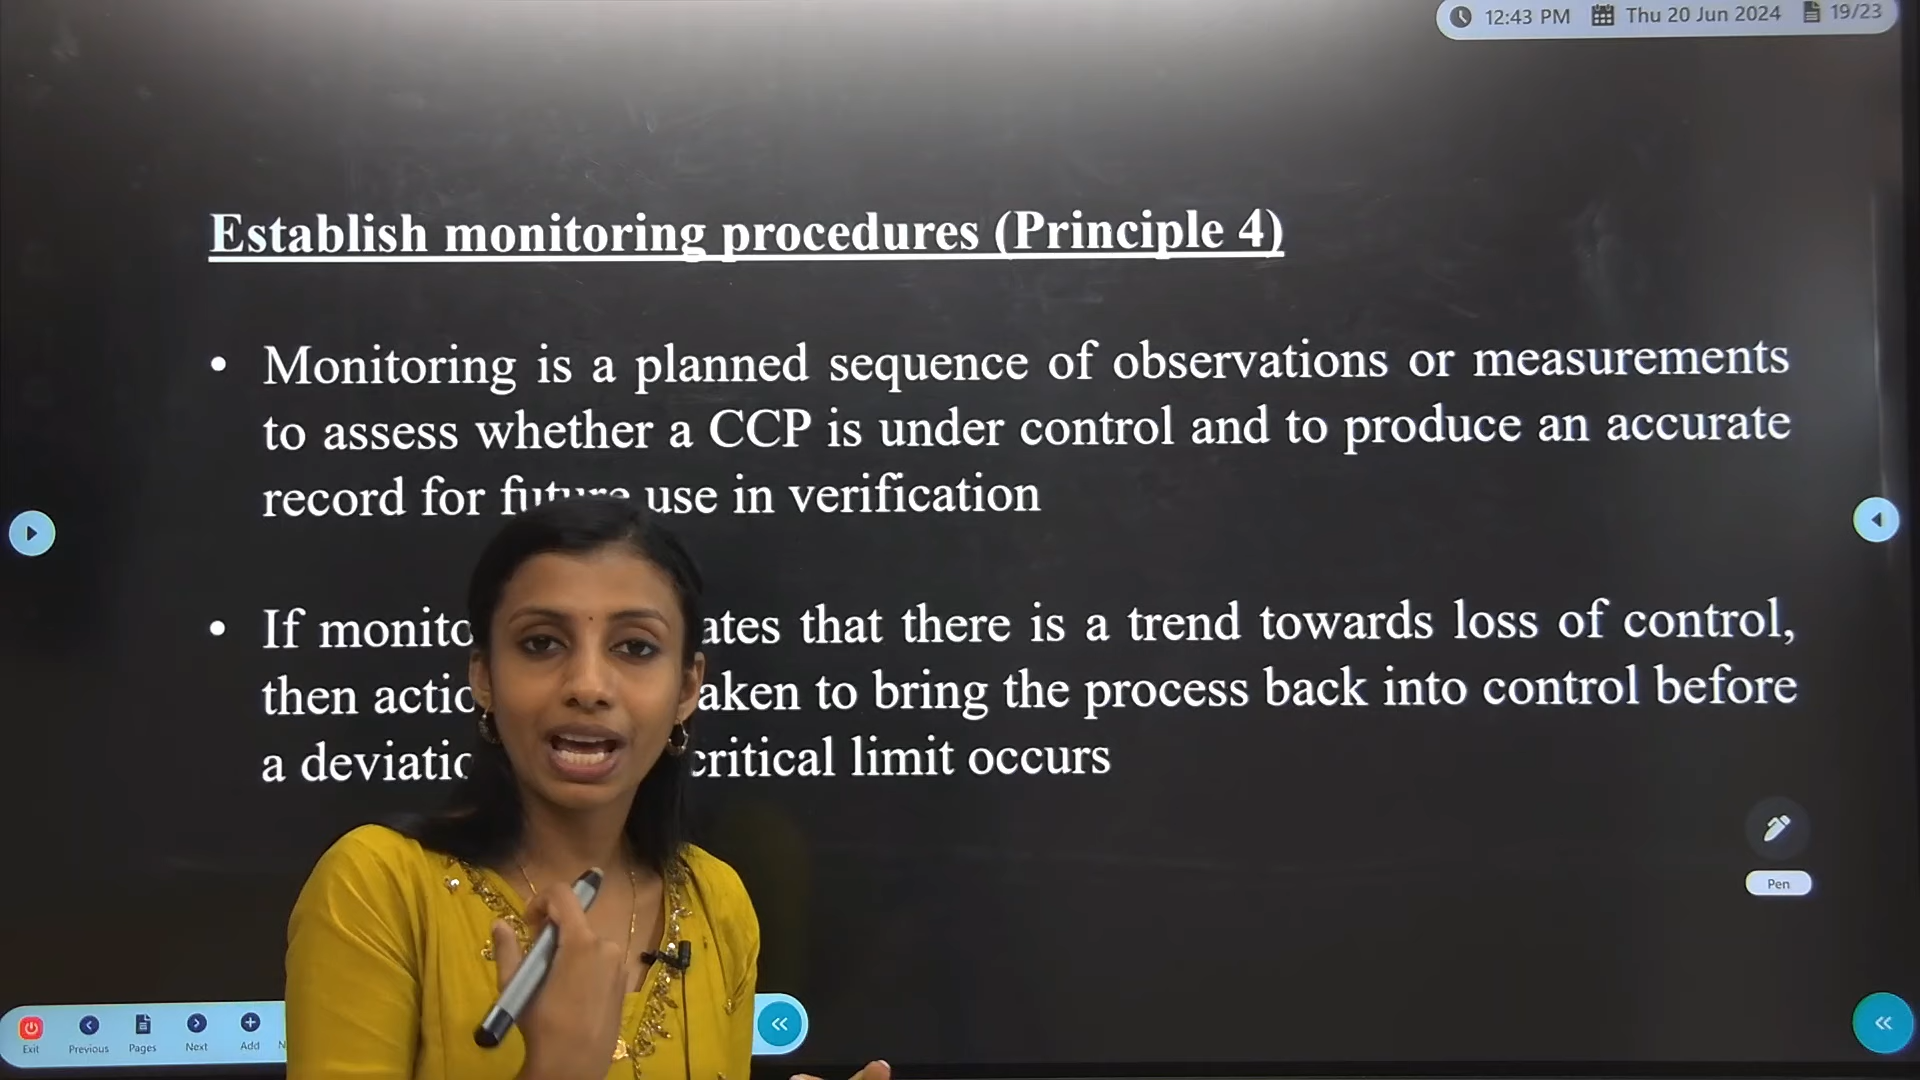 12:43 PM Thu 20 Jun 2024 19/23
Establish monitoring procedures (Principle 4)
• Monitoring is a planned sequence of observations or measurements
to assess whether a CCP is under control and to produce an accurate
record for future use in verification
• If that there is a trend towards loss of control,
then to bring the process back into control before
a critical limit occurs
Pen
Exit Previous Pages Next Add